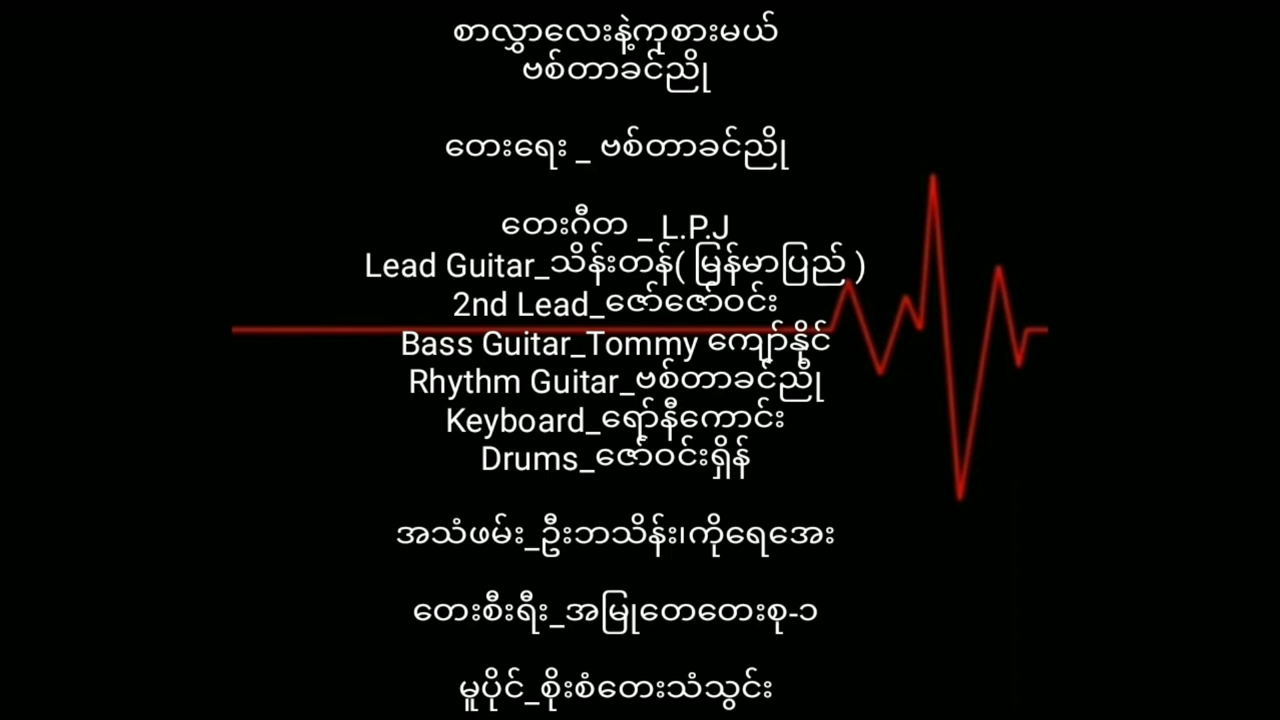 စာလွှာလေးနဲ့ကုစားမယ်
ဗစ်တာခင်ညို
တေးရေး _ ဗစ်တာခင်ညို
တေးဂီတ _ L.P.J
Lead Guitar_သိန်းတန်( မြန်မာပြည် )
2nd Lead_ဇော်ဇော်ဝင်း
Bass Guitar_Tommy ကျော်နိုင်
Rhythm Guitar_ဗစ်တာခင်ညို
Keyboard_ရော်နီကောင်း
Drums_ဇော်ဝင်းရှိန်
အသံဖမ်း_ဦးဘသိန်း၊ကိုရေအေး
တေးစီးရီး_အမြုတေတေးစု-၁
မူပိုင်_စိုးစံတေးသံသွင်း